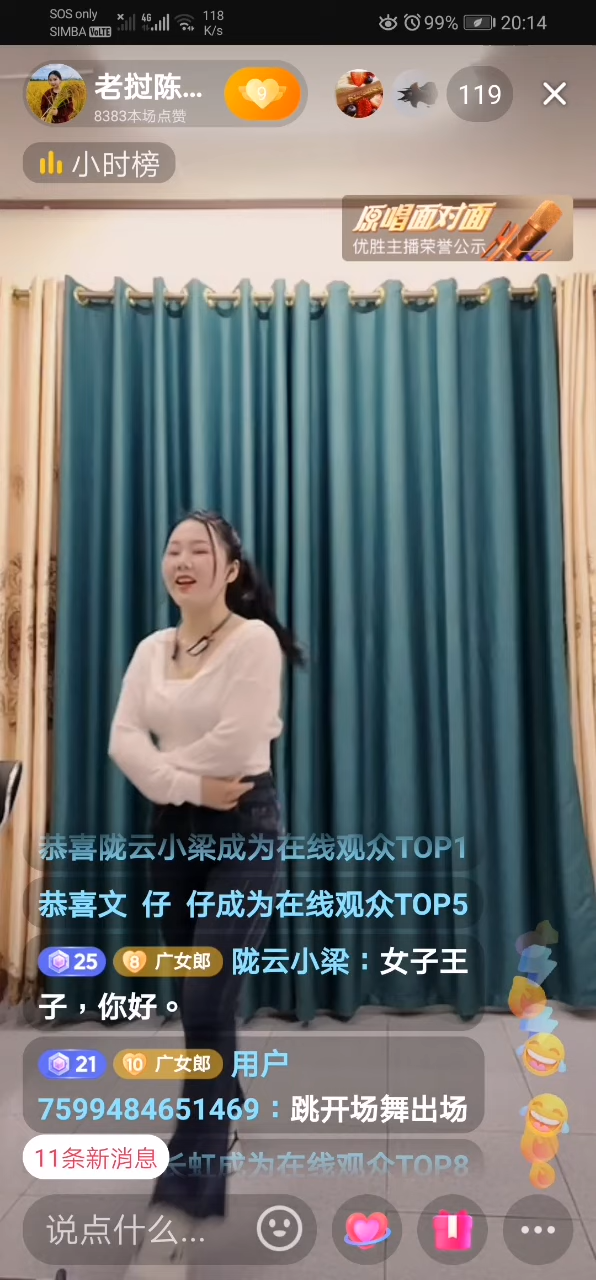 SOS only
SIMBA VoLTE
4G
118
K/s
99%
20:14
老挝陈...
8383本场点赞
9
119
小时榜
原唱面对面
优胜主播荣誉公示
恭喜陇云小梁成为在线观众TOP1
恭喜文 仔 仔成为在线观众TOP5
25 8 广女郎 陇云小梁：女子王
子，你好。
21 10 广女郎 用户
7599484651469：跳开场舞出场
11条新消息
长虹成为在线观众TOP8
说点什么...